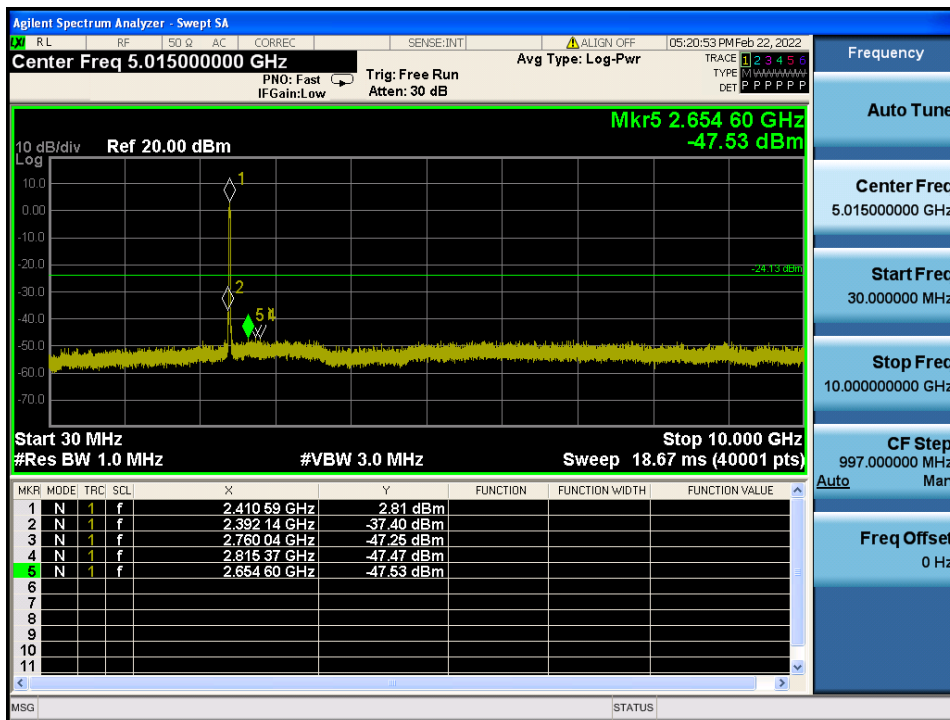 Agilent Spectrum Analyzer - Swept SA
LXI RL RF 50 Ω AC CORREC SENSE:INT ALIGN OFF 05:20:53 PM Feb 22, 2022
Center Freq 5.015000000 GHz
PNO: Fast
IFGain:Low
Trig: Free Run
Atten: 30 dB
Avg Type: Log-Pwr
TRACE 1 2 3 4 5 6
TYPE M
DET P P P P P P
Mkr5 2.654 60 GHz
-47.53 dBm
10 dB/div
Log
Ref 20.00 dBm
10.0
0.00
-10.0
-20.0
-30.0
-40.0
-50.0
-60.0
-70.0
1
-24.13 dBm
2
5
4
Start 30 MHz
Stop 10.000 GHz
#Res BW 1.0 MHz
#VBW 3.0 MHz
Sweep 18.67 ms (40001 pts)
MKR MODE TRC SCL X Y FUNCTION FUNCTION WIDTH FUNCTION VALUE
1 N 1 f 2.410 59 GHz 2.81 dBm
2 N 1 f 2.392 14 GHz -37.40 dBm
3 N 1 f 2.760 04 GHz -47.25 dBm
4 N 1 f 2.815 37 GHz -47.47 dBm
5 N 1 f 2.654 60 GHz -47.53 dBm
6
7
8
9
10
11
MSG
STATUS
Frequency
Auto Tune
Center Freq
5.015000000 GHz
Start Freq
30.000000 MHz
Stop Freq
10.000000000 GHz
CF Step
997.000000 MHz
Auto Man
Freq Offset
0 Hz